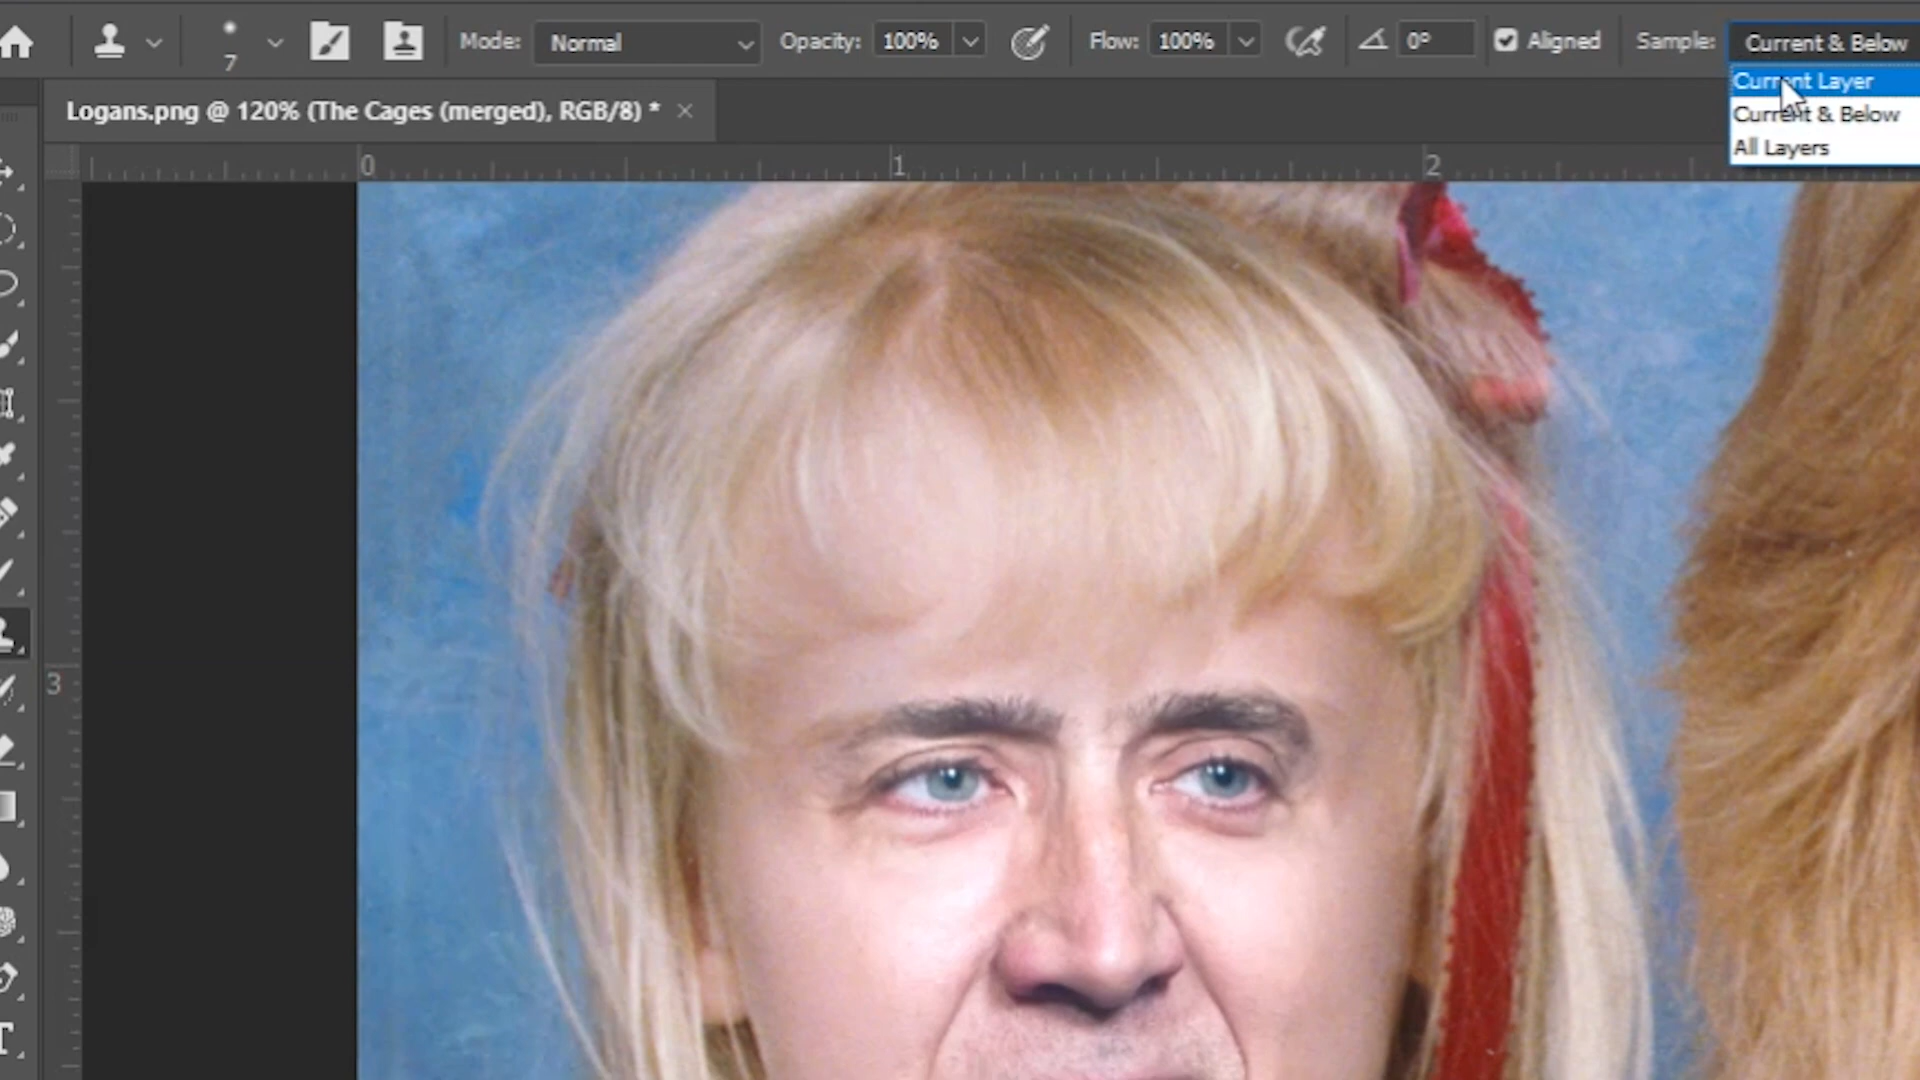 7 Mode: Normal Opacity: 100% Flow: 100% 0° Aligned Sample: Current & Below
Current Layer
Current & Below
All Layers
Logans.png @ 120% (The Cages (merged), RGB/8) * ×
0 1 2
3
T